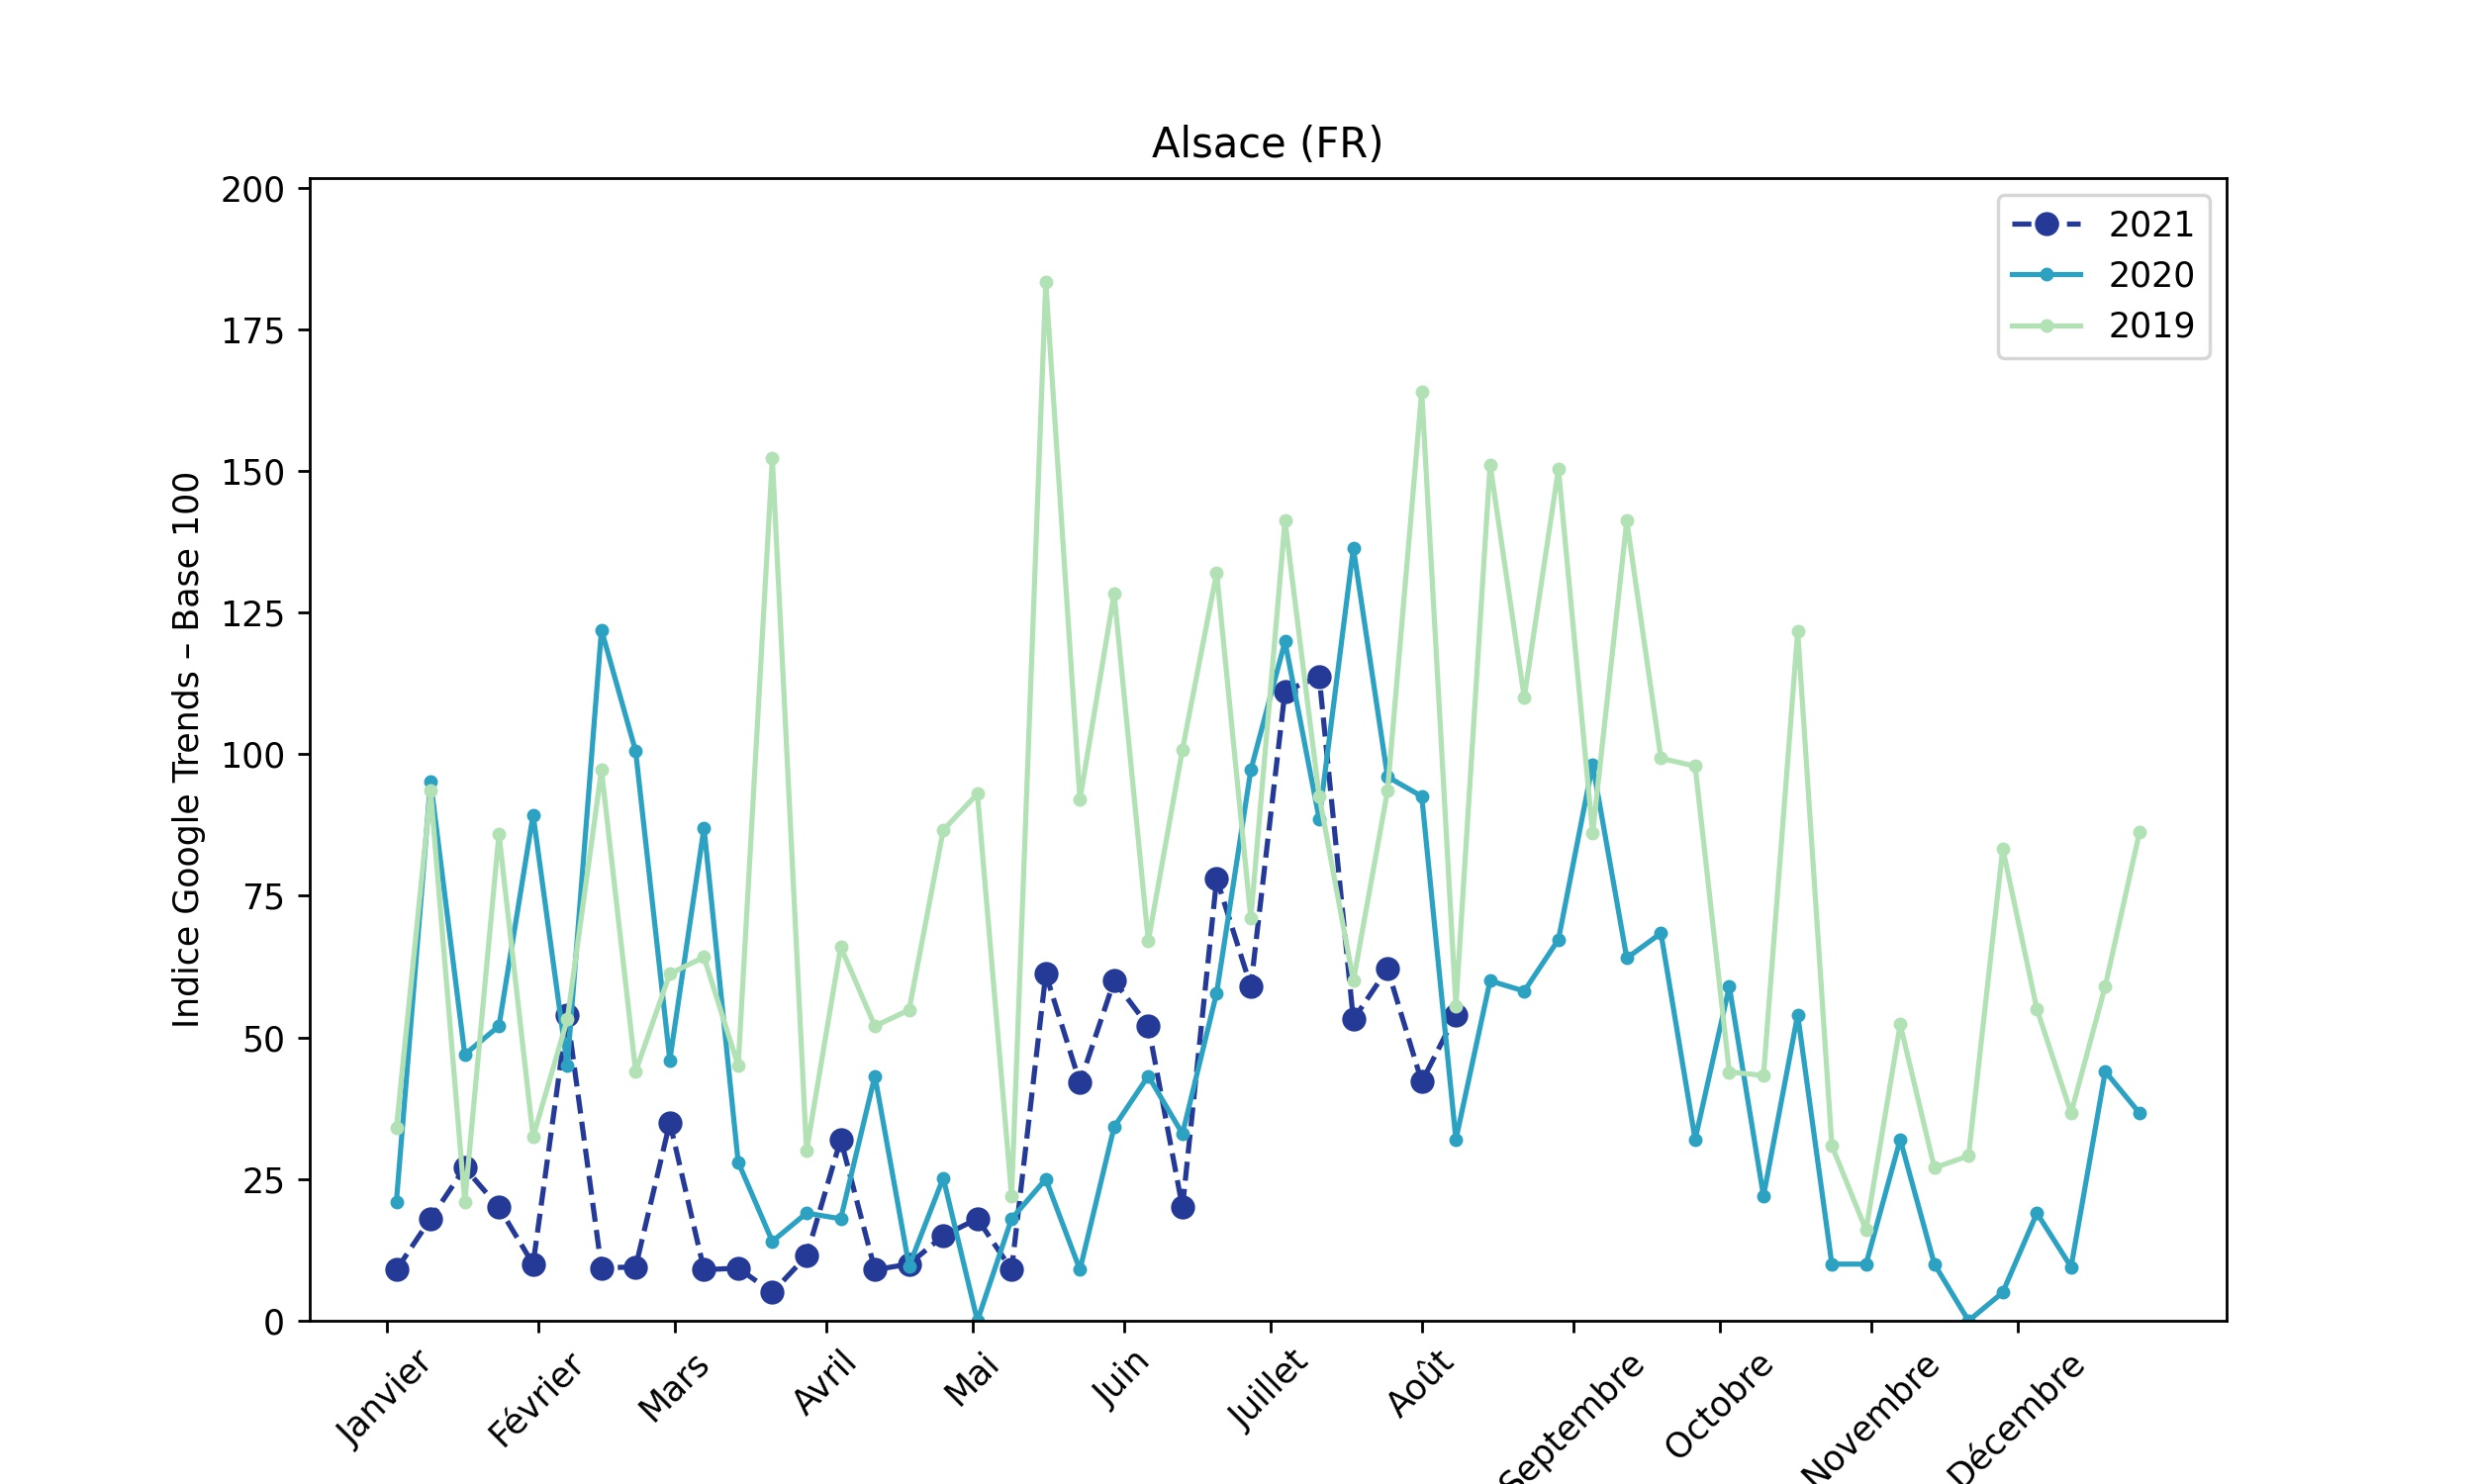 Alsace (FR)
Indice Google Trends – Base 100
200
175
150
125
100
75
50
25
0
2021
2020
2019
Janvier
Février
Mars
Avril
Mai
Juin
Juillet
Août
Septembre
Octobre
Novembre
Décembre